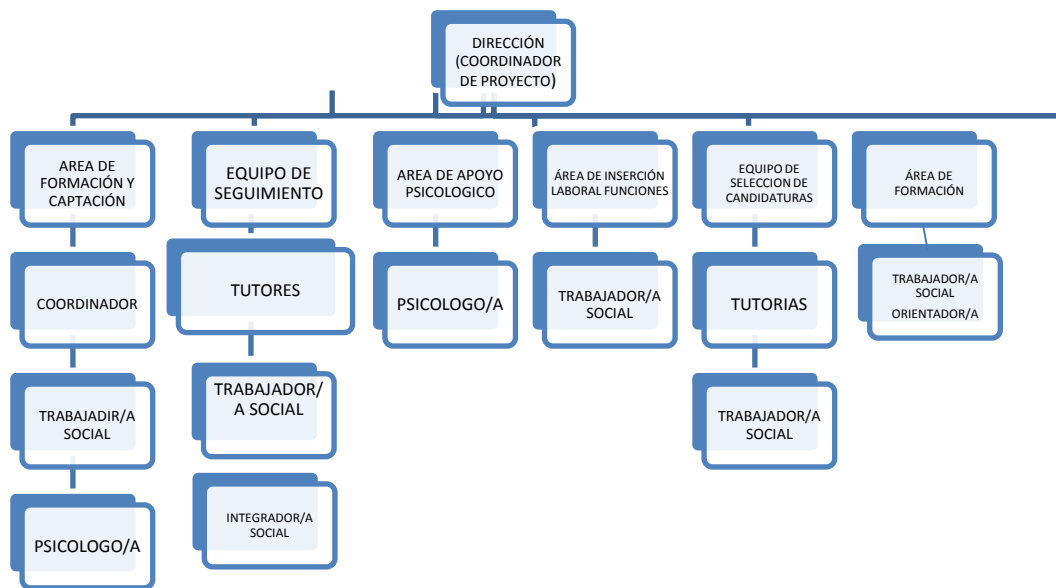 DIRECCIÓN
(COORDINADOR
DE PROYECTO)
AREA DE
FORMACIÓN Y
CAPTACIÓN
EQUIPO DE
SEGUIMIENTO
AREA DE APOYO
PSICOLOGICO
ÁREA DE INSERCIÓN
LABORAL FUNCIONES
EQUIPO DE
SELECCION DE
CANDIDATURAS
ÁREA DE
FORMACIÓN
COORDINADOR
TUTORES
PSICOLOGO/A
TRABAJADOR/A
SOCIAL
TUTORIAS
TRABAJADOR/A
SOCIAL
ORIENTADOR/A
TRABAJADIR/A
SOCIAL
TRABAJADOR/
A SOCIAL
TRABAJADOR/A
SOCIAL
PSICOLOGO/A
INTEGRADOR/A
SOCIAL